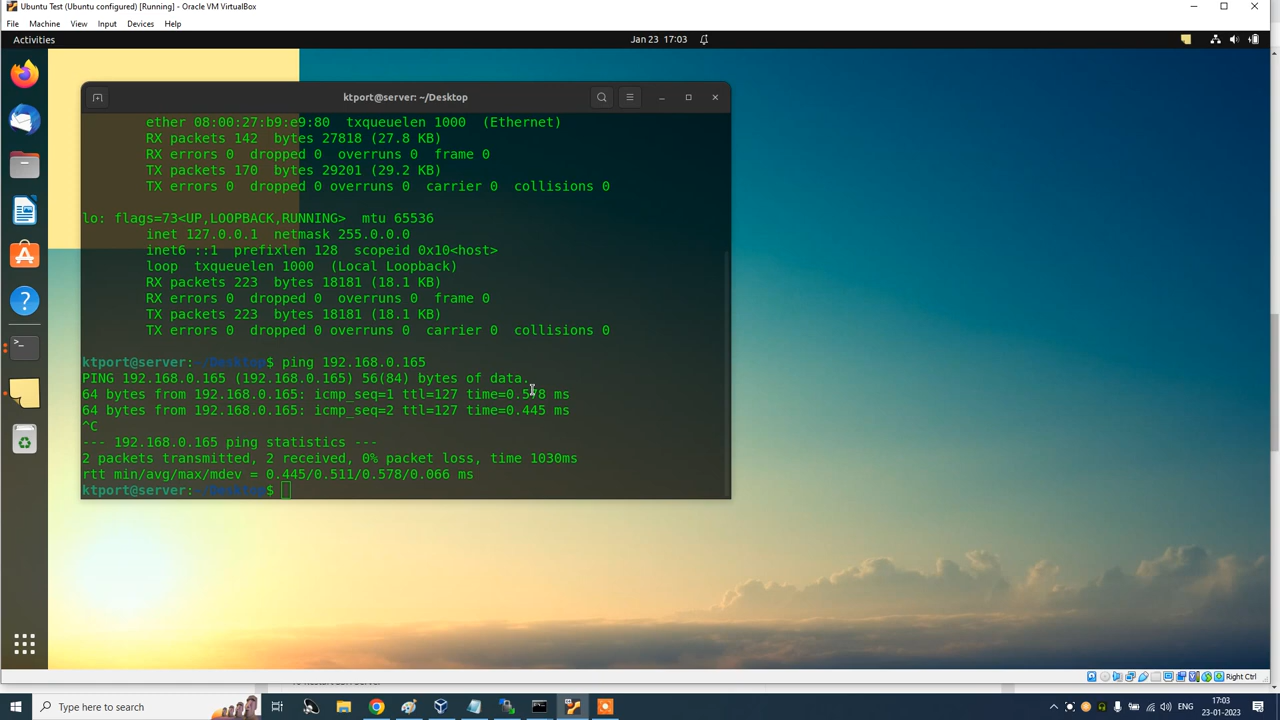 Ubuntu Test (Ubuntu configured) [Running] - Oracle VM VirtualBox
File Machine View Input Devices Help
Activities
Jan 23 17:03
ktport@server: ~/Desktop
ether 08:00:27:b9:e9:80 txqueuelen 1000 (Ethernet)
RX packets 142 bytes 27818 (27.8 KB)
RX errors 0 dropped 0 overruns 0 frame 0
TX packets 170 bytes 29201 (29.2 KB)
TX errors 0 dropped 0 overruns 0 carrier 0 collisions 0
lo: flags=73<UP,LOOPBACK,RUNNING> mtu 65536
inet 127.0.0.1 netmask 255.0.0.0
inet6 ::1 prefixlen 128 scopeid 0x10<host>
loop txqueuelen 1000 (Local Loopback)
RX packets 223 bytes 18181 (18.1 KB)
RX errors 0 dropped 0 overruns 0 frame 0
TX packets 223 bytes 18181 (18.1 KB)
TX errors 0 dropped 0 overruns 0 carrier 0 collisions 0
ktport@server:~/Desktop$ ping 192.168.0.165
PING 192.168.0.165 (192.168.0.165) 56(84) bytes of data.
64 bytes from 192.168.0.165: icmp_seq=1 ttl=127 time=0.578 ms
64 bytes from 192.168.0.165: icmp_seq=2 ttl=127 time=0.445 ms
^C
--- 192.168.0.165 ping statistics ---
2 packets transmitted, 2 received, 0% packet loss, time 1030ms
rtt min/avg/max/mdev = 0.445/0.511/0.578/0.066 ms
ktport@server:~/Desktop$
Right Ctrl
Type here to search
ENG
17:03
23-01-2023